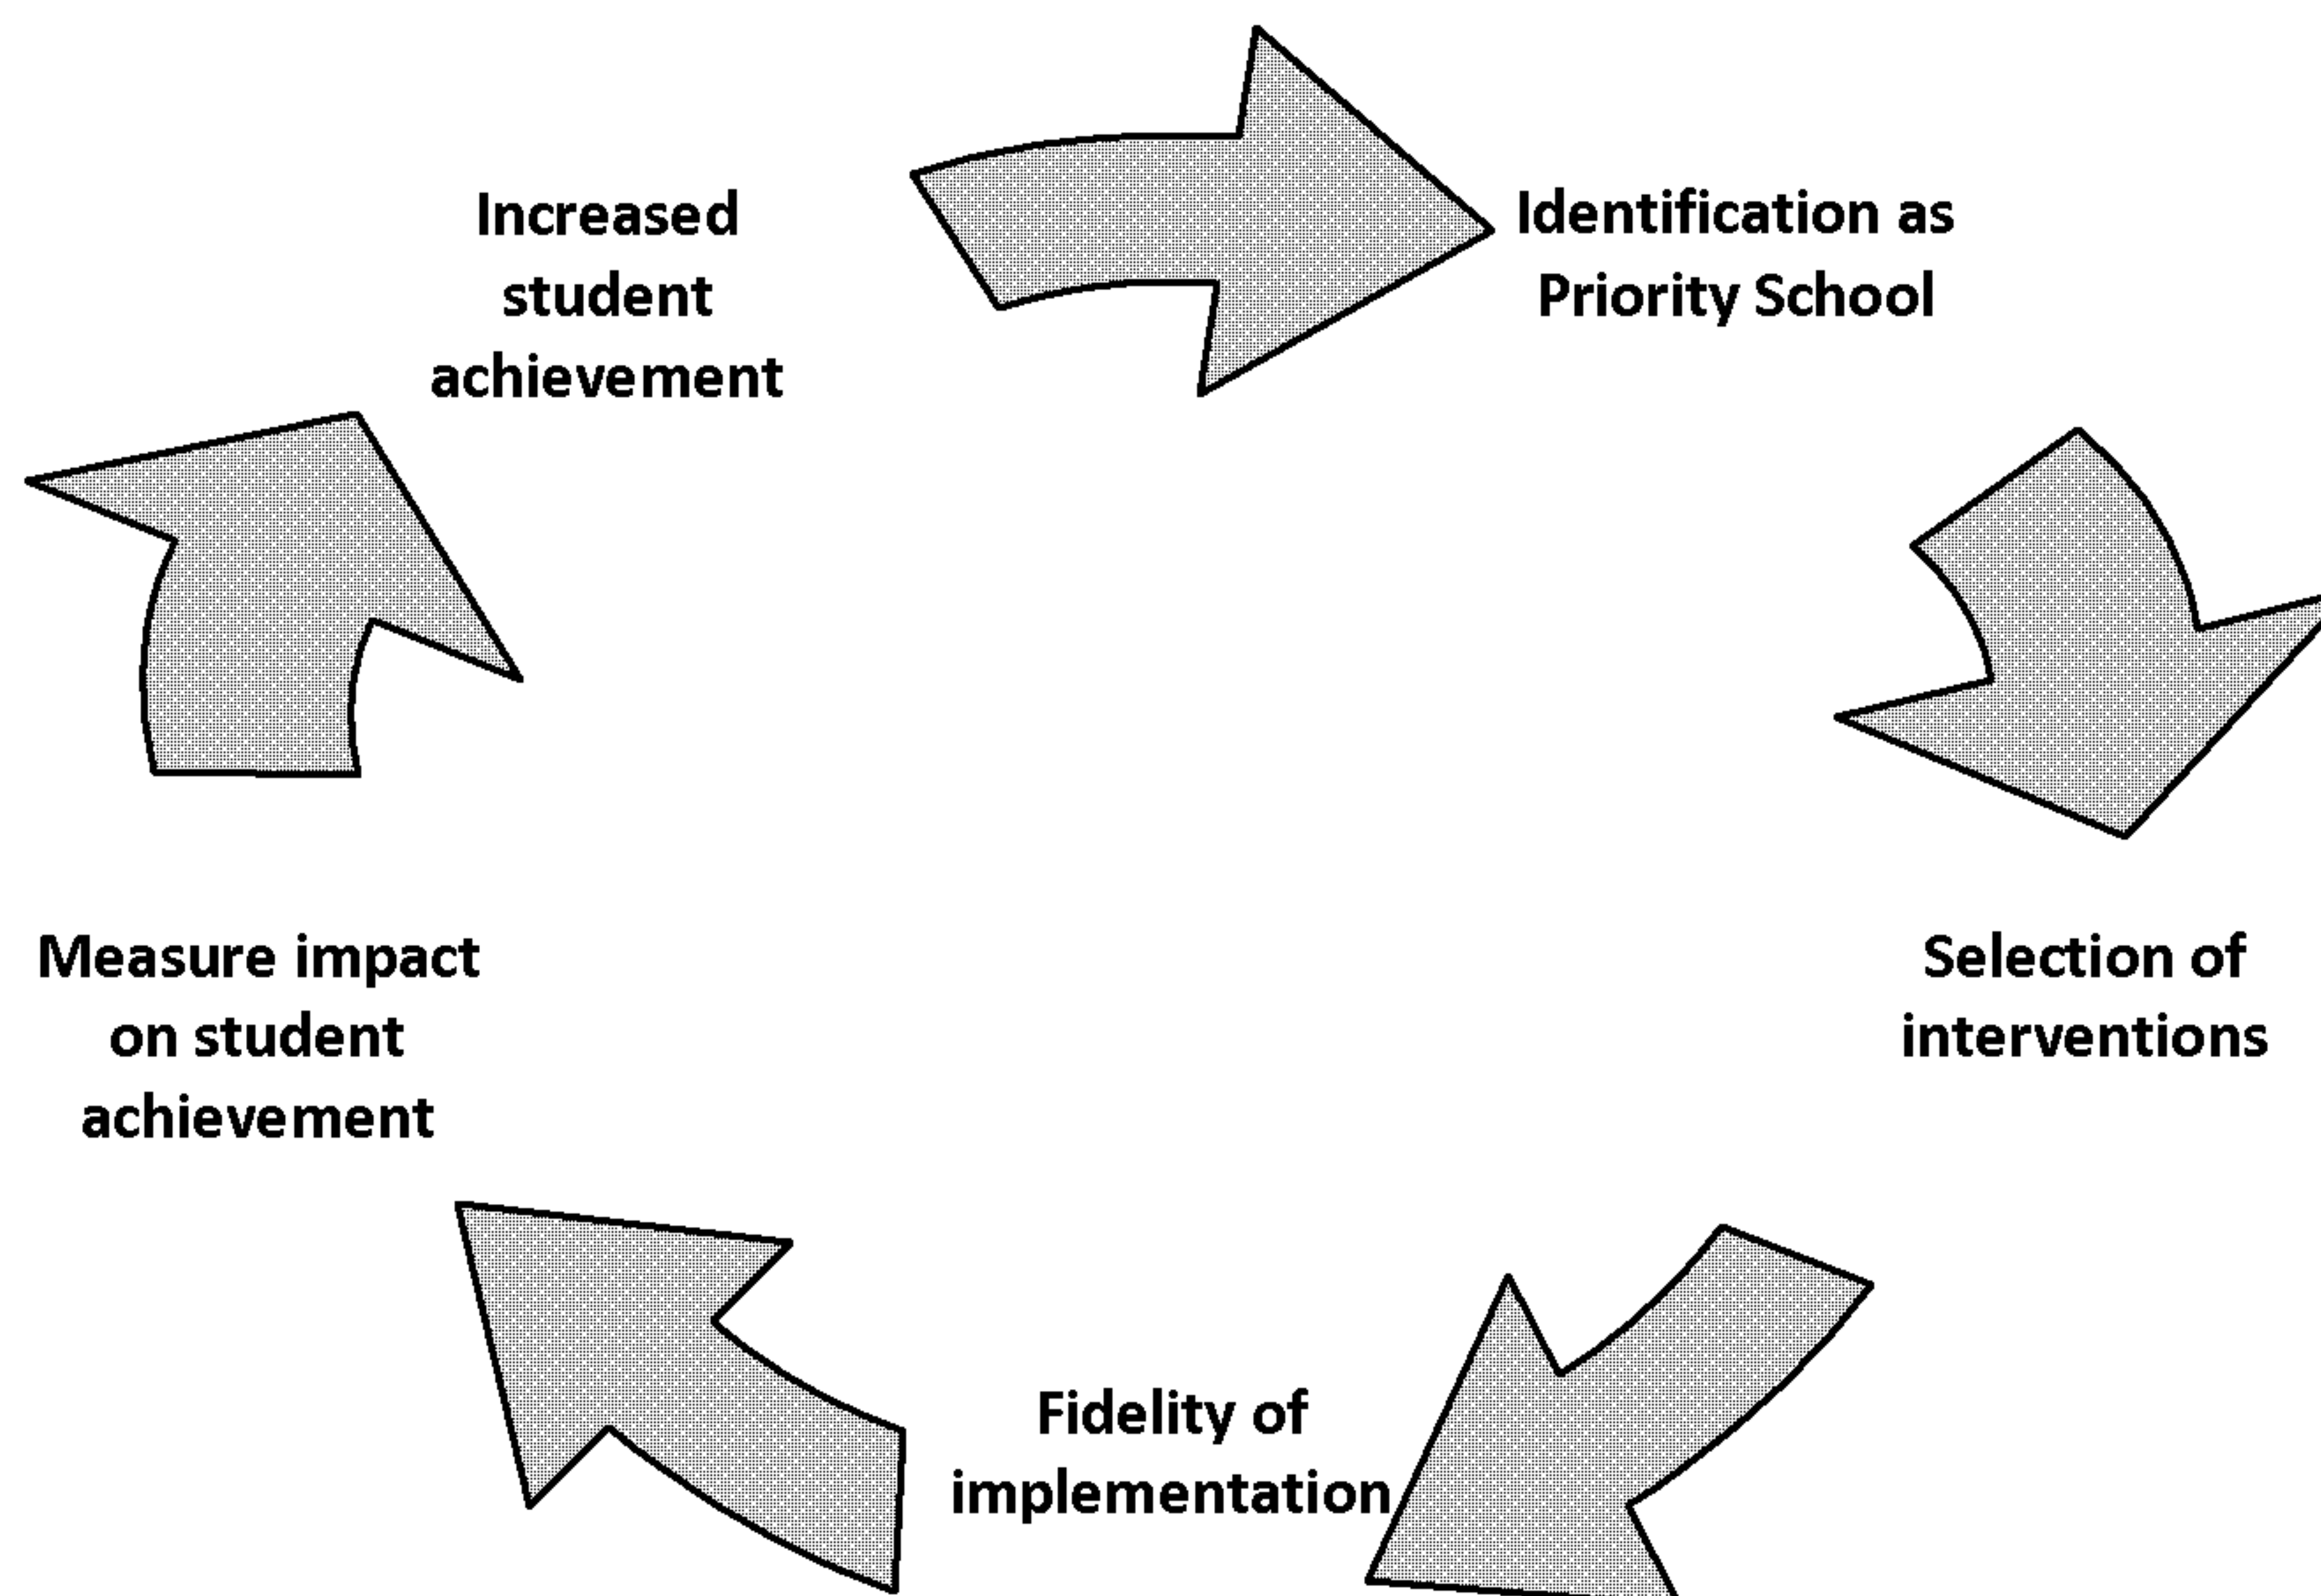 Increased
student
achievement
Identification as
Priority School
Selection of
interventions
Fidelity of
implementation
Measure impact
on student
achievement